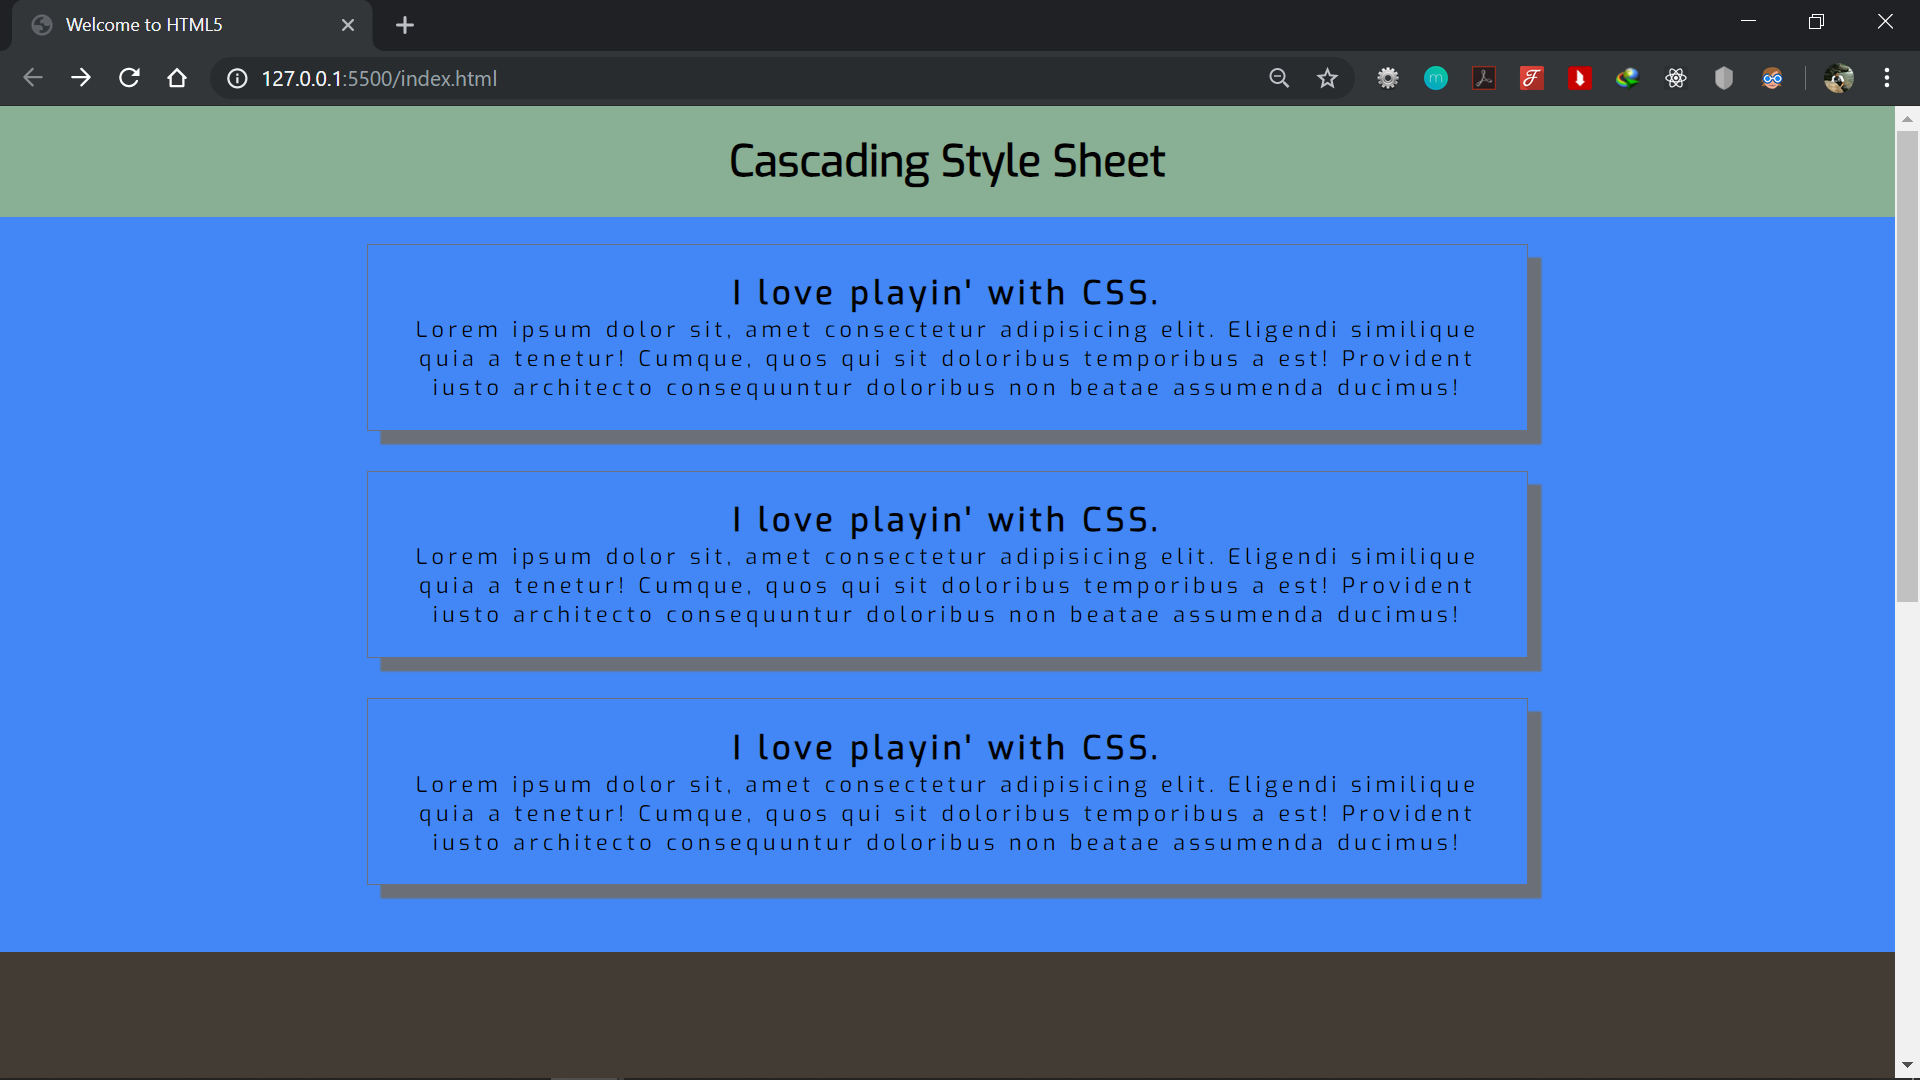 Welcome to HTML5
127.0.0.1:5500/index.html
Cascading Style Sheet
I love playin' with CSS.
Lorem ipsum dolor sit, amet consectetur adipisicing elit. Eligendi similique
quia a tenetur! Cumque, quos qui sit doloribus temporibus a est! Provident
iusto architecto consequuntur doloribus non beatae assumenda ducimus!
I love playin' with CSS.
Lorem ipsum dolor sit, amet consectetur adipisicing elit. Eligendi similique
quia a tenetur! Cumque, quos qui sit doloribus temporibus a est! Provident
iusto architecto consequuntur doloribus non beatae assumenda ducimus!
I love playin' with CSS.
Lorem ipsum dolor sit, amet consectetur adipisicing elit. Eligendi similique
quia a tenetur! Cumque, quos qui sit doloribus temporibus a est! Provident
iusto architecto consequuntur doloribus non beatae assumenda ducimus!